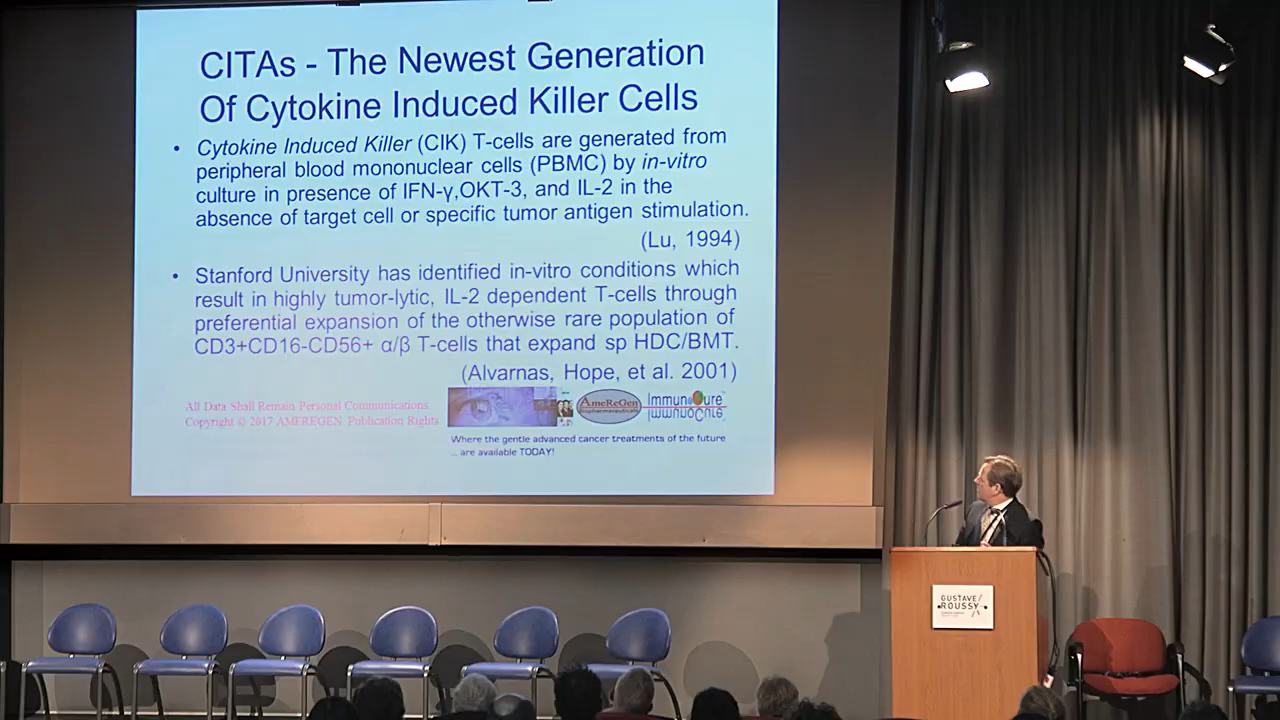 CITAs - The Newest Generation
Of Cytokine Induced Killer Cells
• Cytokine Induced Killer (CIK) T-cells are generated from
peripheral blood mononuclear cells (PBMC) by in-vitro
culture in presence of IFN-γ,OKT-3, and IL-2 in the
absence of target cell or specific tumor antigen stimulation.
(Lu, 1994)
• Stanford University has identified in-vitro conditions which
result in highly tumor-lytic, IL-2 dependent T-cells through
preferential expansion of the otherwise rare population of
CD3+CD16-CD56+ α/β T-cells that expand sp HDC/BMT.
(Alvarnas, Hope, et al. 2001)
All Data Shall Remain Personal Communications
Copyright © 2017 AMEREGEN Publication Rights
AmeReGen
Biopharmaceuticals
ImmunoCure
Where the gentle advanced cancer treatments of the future
... are available TODAY!
GUSTAVE
ROUSSY